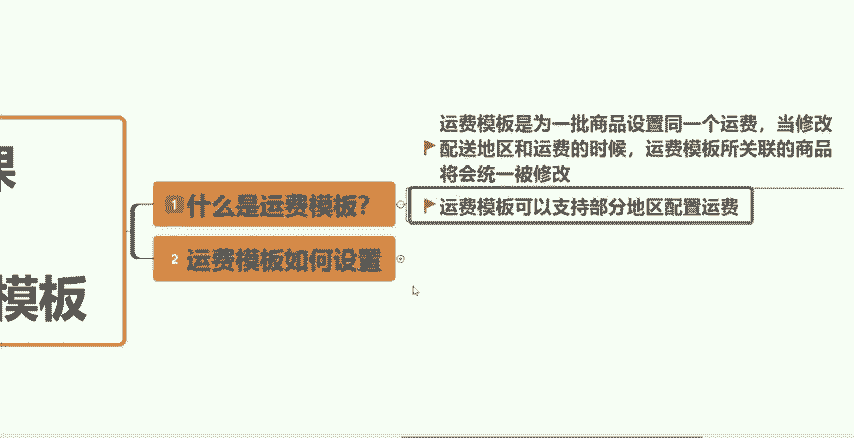 课
模板
1 什么是运费模板？
运费模板是为一批商品设置同一个运费，当修改
配送地区和运费的时候，运费模板所关联的商品
将会统一被修改
运费模板可以支持部分地区配置运费
2 运费模板如何设置